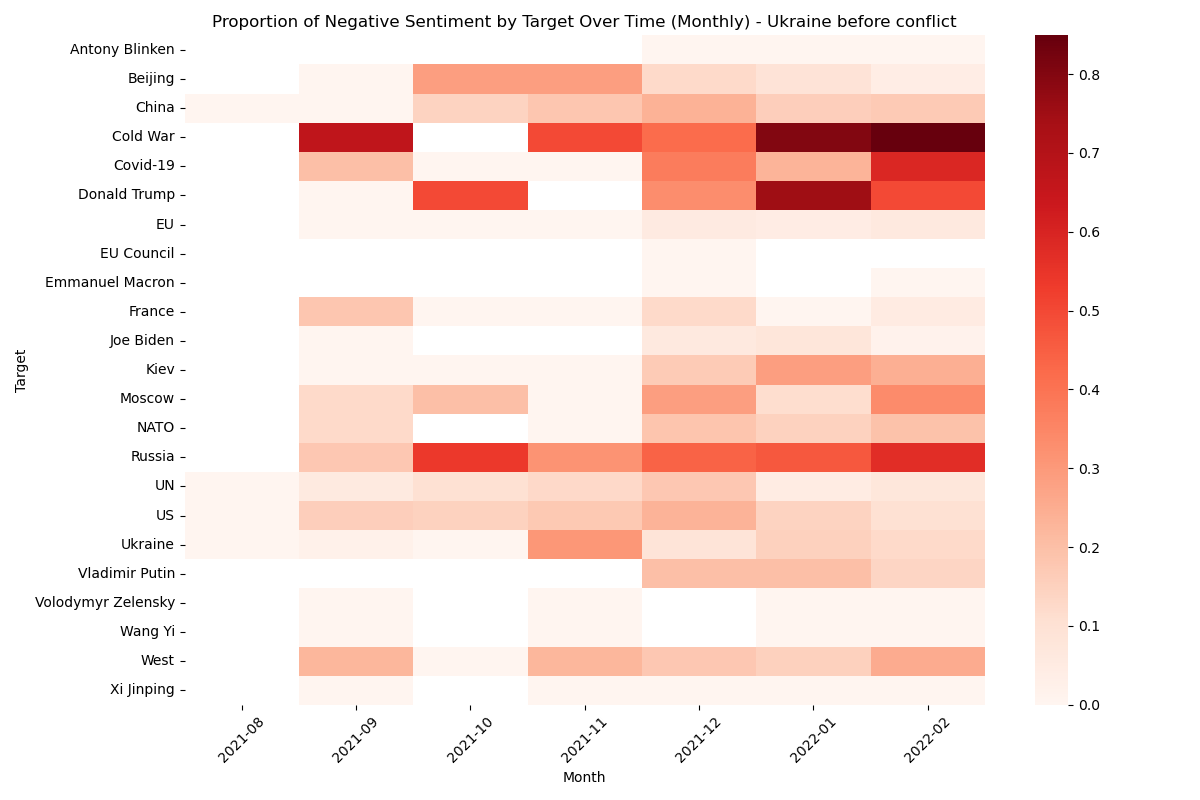 Proportion of Negative Sentiment by Target Over Time (Monthly) - Ukraine before conflict
Target
Antony Blinken
Beijing
China
Cold War
Covid-19
Donald Trump
EU
EU Council
Emmanuel Macron
France
Joe Biden
Kiev
Moscow
NATO
Russia
UN
US
Ukraine
Vladimir Putin
Volodymyr Zelensky
Wang Yi
West
Xi Jinping
2021-08
2021-09
2021-10
2021-11
2021-12
2022-01
2022-02
Month
0.8
0.7
0.6
0.5
0.4
0.3
0.2
0.1
0.0